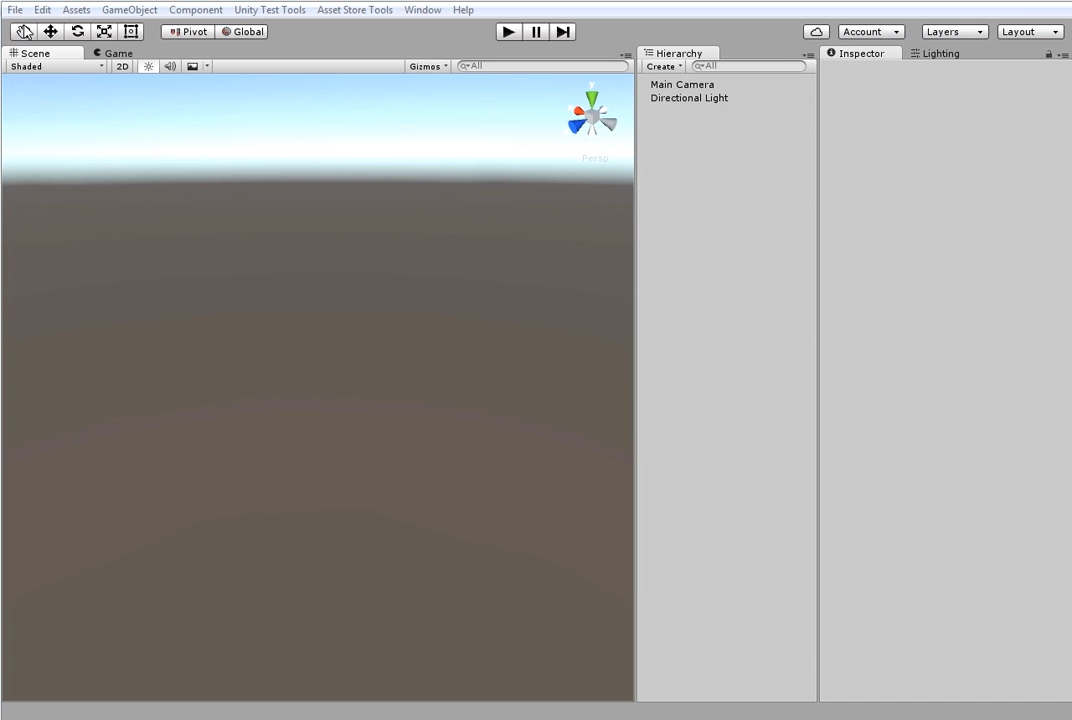 File Edit Assets GameObject Component Unity Test Tools Asset Store Tools Window Help
Pivot Global Account Layers Layout
Scene Game Hierarchy Inspector Lighting
Shaded 2D Gizmos All Create All
Main Camera
Directional Light
y
Persp